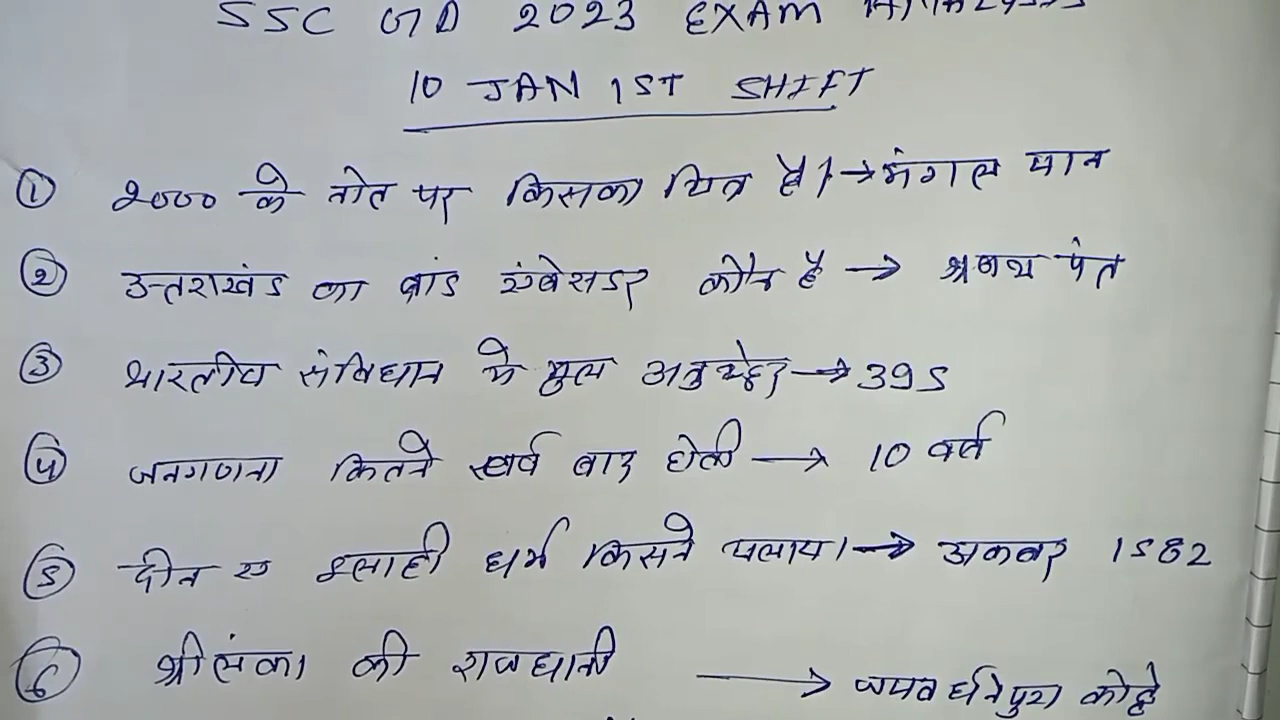 SSC GD 2023 EXAM ANALYSIS
10 JAN 1ST SHIFT
① 2000 के नोट पर किसका चित्र है। → मंगल यान
② उत्तराखंड का ब्रांड एंबेसडर कौन है → ऋषभ पंत
③ भारतीय संविधान मे मुल अनुच्छेद → 395
④ जनगणना कितने वर्ष बाद होती → 10 वर्ष
⑤ दीन ए इलाही धर्म किसने चलाया → अकबर 1582
⑥ श्रीलंका की राजधानी → जयवर्धनेपुरा कोट्टे